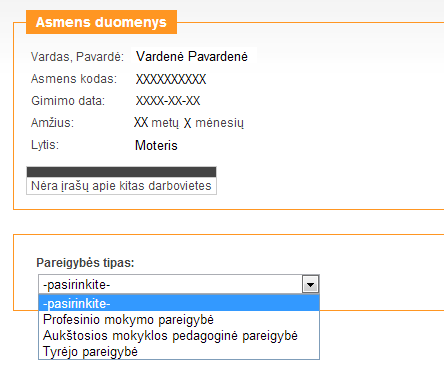 Asmens duomenys
Vardas, Pavardė: Vardenė Pavardenė
Asmens kodas: XXXXXXXXXX
Gimimo data: XXXX-XX-XX
Amžius: XX metų X mėnesių
Lytis: Moteris
Nėra įrašų apie kitas darbovietes
Pareigybės tipas:
-pasirinkite-
-pasirinkite-
Profesinio mokymo pareigybė
Aukštosios mokyklos pedagoginė pareigybė
Tyrėjo pareigybė